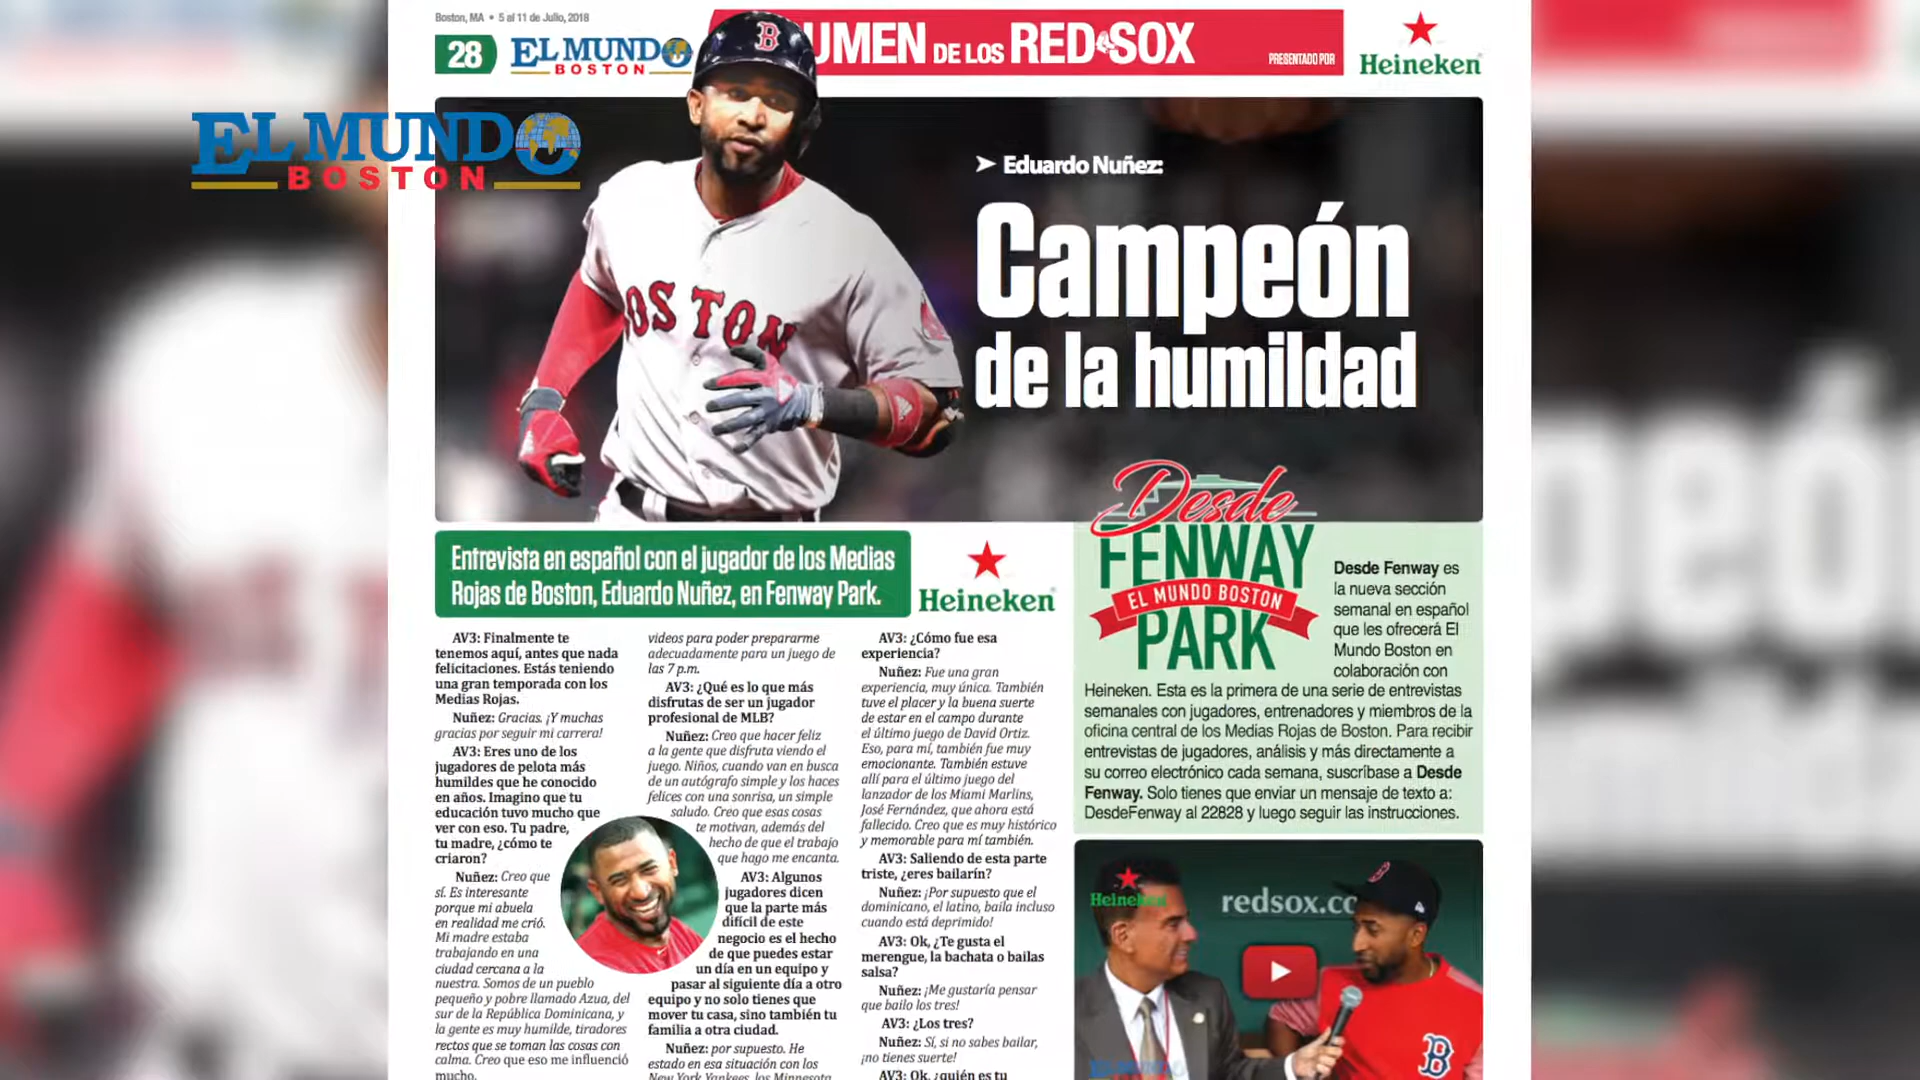 Boston, MA • 5 al 11 de Julio, 2018
28
EL MUNDO
BOSTON
UMEN DE LOS RED SOX
PRESENTADO POR
Heineken
EL MUNDO
BOSTON
Eduardo Nuñez:
Campeón
de la humildad
Entrevista en español con el jugador de los Medias
Rojas de Boston, Eduardo Nuñez, en Fenway Park.
Heineken
AV3: Finalmente te
tenemos aquí, antes que nada
felicitaciones. Estás teniendo
una gran temporada con los
Medias Rojas.
Nuñez: Gracias. ¡Y muchas
gracias por seguir mi carrera!
AV3: Eres uno de los
jugadores de pelota más
humildes que he conocido
en años. Imagino que tu
educación tuvo mucho que
ver con eso. Tu padre,
tu madre, ¿cómo te
criaron?
Nuñez: Creo que
sí. Es interesante
porque mi abuela
en realidad me crió.
Mi madre estaba
trabajando en una
ciudad cercana a la
nuestra. Somos de un pueblo
pequeño y pobre llamado Azua, del
sur de la República Dominicana, y
la gente es muy humilde, tiradores
rectos que se toman las cosas con
calma. Creo que eso me influenció
mucho.
videos para poder prepararme
adecuadamente para un juego de
las 7 p.m.
AV3: ¿Qué es lo que más
disfrutas de ser un jugador
profesional de MLB?
Nuñez: Creo que hacer feliz
a la gente que disfruta viendo el
juego. Niños, cuando van en busca
de un autógrafo simple y los haces
felices con una sonrisa, un simple
saludo. Creo que esas cosas
te motivan, además del
hecho de que el trabajo
que hago me encanta.
AV3: Algunos
jugadores dicen
que la parte más
difícil de este
negocio es el hecho
de que puedes estar
un día en un equipo y
pasar al siguiente día a otro
equipo y no solo tienes que
mover tu casa, sino también tu
familia a otra ciudad.
Nuñez: por supuesto. He
estado en esa situación con los
New York Yankees, los Minnesota
AV3: ¿Cómo fue esa
experiencia?
Nuñez: Fue una gran
experiencia, muy única. También
tuve el placer y la buena suerte
de estar en el campo durante
el último juego de David Ortiz.
Eso, para mí, también fue muy
emocionante. También estuve
allí para el último juego del
lanzador de los Miami Marlins,
José Fernández, que ahora está
fallecido. Creo que es muy histórico
y memorable para mí también.
AV3: Saliendo de esta parte
triste, ¿eres bailarín?
Nuñez: ¡Por supuesto que el
dominicano, el latino, baila incluso
cuando está deprimido!
AV3: Ok, ¿Te gusta el
merengue, la bachata o bailas
salsa?
Nuñez: ¡Me gustaría pensar
que bailo los tres!
AV3: ¿Los tres?
Nuñez: Sí, si no sabes bailar,
¡no tienes suerte!
AV3: Ok, ¿quién es tu
Desde
FENWAY
EL MUNDO BOSTON
PARK
Desde Fenway es
la nueva sección
semanal en español
que les ofrecerá El
Mundo Boston en
colaboración con
Heineken. Esta es la primera de una serie de entrevistas
semanales con jugadores, entrenadores y miembros de la
oficina central de los Medias Rojas de Boston. Para recibir
entrevistas de jugadores, análisis y más directamente a
su correo electrónico cada semana, suscríbase a Desde
Fenway. Solo tienes que enviar un mensaje de texto a:
DesdeFenway al 22828 y luego seguir las instrucciones.
Heineken
redsox.co
B